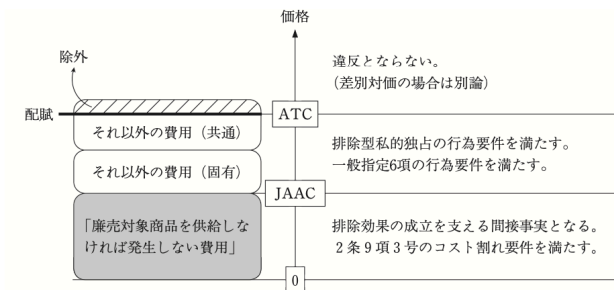 価格
除外
違反とならない。
(差別対価の場合は別論)
配賦
ATC
それ以外の費用(共通)
排除型私的独占の行為要件を満たす。
一般指定6項の行為要件を満たす。
それ以外の費用(固有)
JAAC
「廉売対象商品を供給しな
ければ発生しない費用」
排除効果の成立を支える間接事実となる。
2条9項3号のコスト割れ要件を満たす。
0